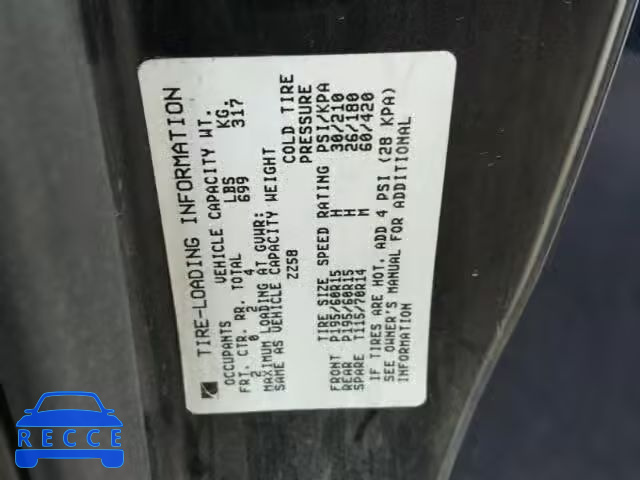 TIRE-LOADING INFORMATION
OCCUPANTS VEHICLE CAPACITY WT.
FRT. CTR. RR. TOTAL LBS KG.
2 0 2 4 699 317
MAXIMUM LOADING AT GVWR:
SAME AS VEHICLE CAPACITY WEIGHT
ZZ58
COLD TIRE
PRESSURE
TIRE SIZE SPEED RATING PSI/KPA
FRONT P195/60R15 H 30/210
REAR P195/60R15 H 26/180
SPARE T115/70R14 M 60/420
IF TIRES ARE HOT, ADD 4 PSI (28 KPA)
SEE OWNER'S MANUAL FOR ADDITIONAL
INFORMATION
RECCE